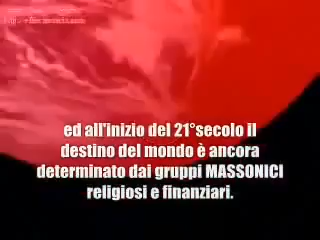 ed all'inizio del 21°secolo il
destino del mondo è ancora
determinato dai gruppi MASSONICI
religiosi e finanziari.